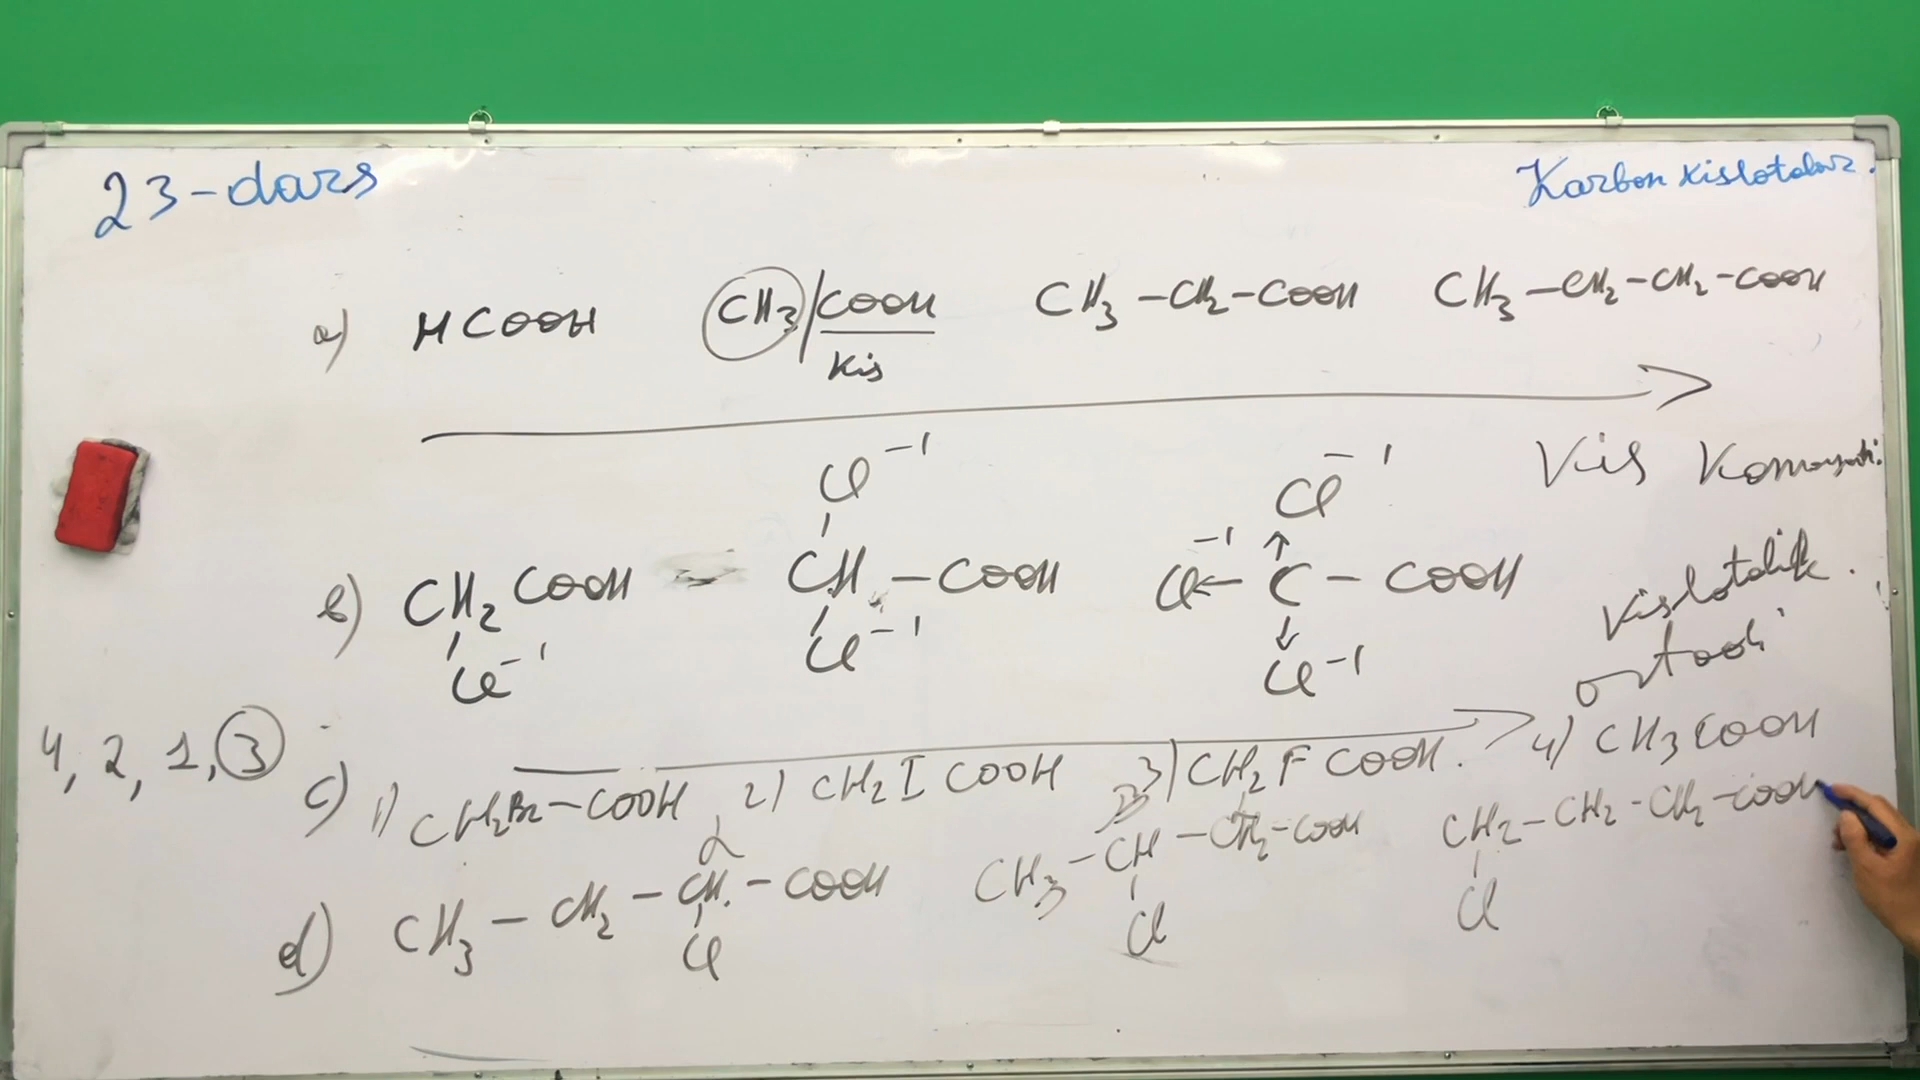 23-dars
Karbon kislotalar.
a) HCOOH CH3/COOH CH3-CH2-COOH CH3-CH2-CH2-COOH
Kis
Kis Kamayadi.
Cl-1 Cl-1
b) CH2COOH CH-COOH Cl-1←C-COOH
Cl-1 Cl-1 Cl-1
Kislotalik.
ortadi
4, 2, 1, 3
c) 1) CH2Br-COOH 2) CH2I COOH 3) CH2F COOH. 4) CH3COOH
α
d) CH3-CH2-CH-COOH CH3-CH-CH2-COOH CH2-CH2-CH2-COOH
Cl Cl Cl